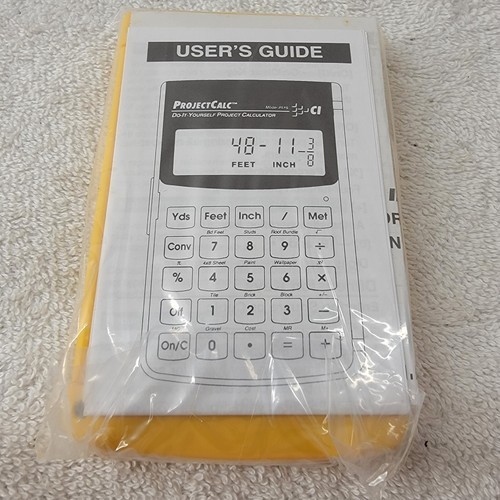 USER'S GUIDE
PROJECTCALC™
DO-IT-YOURSELF PROJECT CALCULATOR
CI
48-11 3/8
FEET INCH
Yds Feet Inch / Met
Bd Feet Studs Roof Bundle √
Conv 7 8 9 ÷
4x8 Sheet Paint Wallpaper
% 4 5 6 x
Tile Brick Block +/-
Off 1 2 3 −
Gravel Cost MR M+
On/C 0 • = +